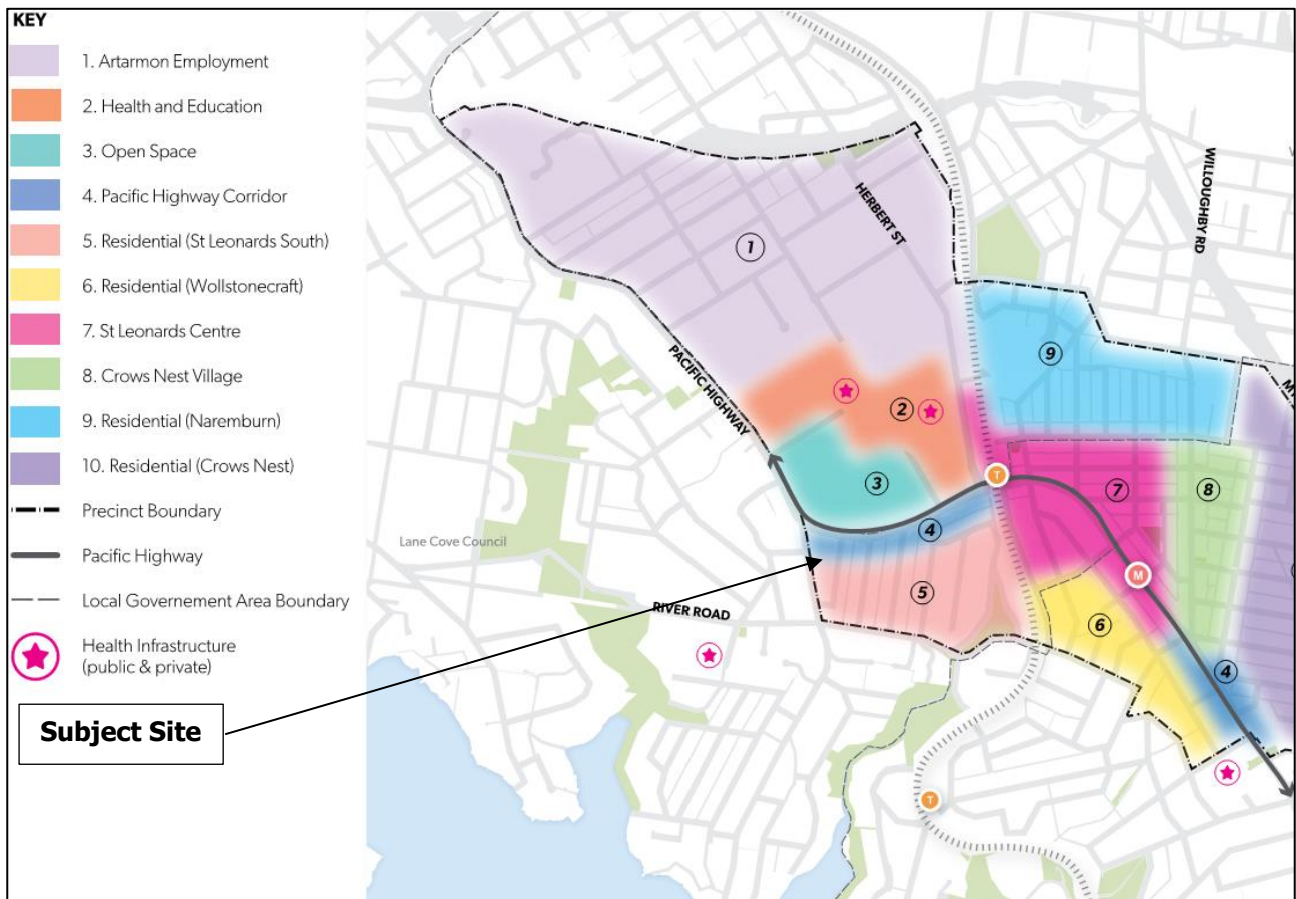 KEY
1. Artarmon Employment
2. Health and Education
3. Open Space
4. Pacific Highway Corridor
5. Residential (St Leonards South)
6. Residential (Wollstonecraft)
7. St Leonards Centre
8. Crows Nest Village
9. Residential (Naremburn)
10. Residential (Crows Nest)
Precinct Boundary
Pacific Highway
Local Governement Area Boundary
Health Infrastructure
(public & private)
Subject Site
WILLOUGHBY RD
HERBERT ST
1
PACIFIC HIGHWAY
9
2
T
3
7
8
4
Lane Cove Council
M
5
RIVER ROAD
6
4
T